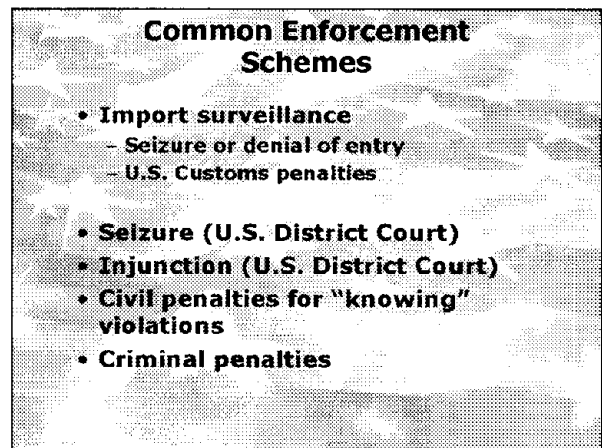 Common Enforcement
Schemes
• Import surveillance
– Seizure or denial of entry
– U.S. Customs penalties
• Seizure (U.S. District Court)
• Injunction (U.S. District Court)
• Civil penalties for “knowing”
violations
• Criminal penalties